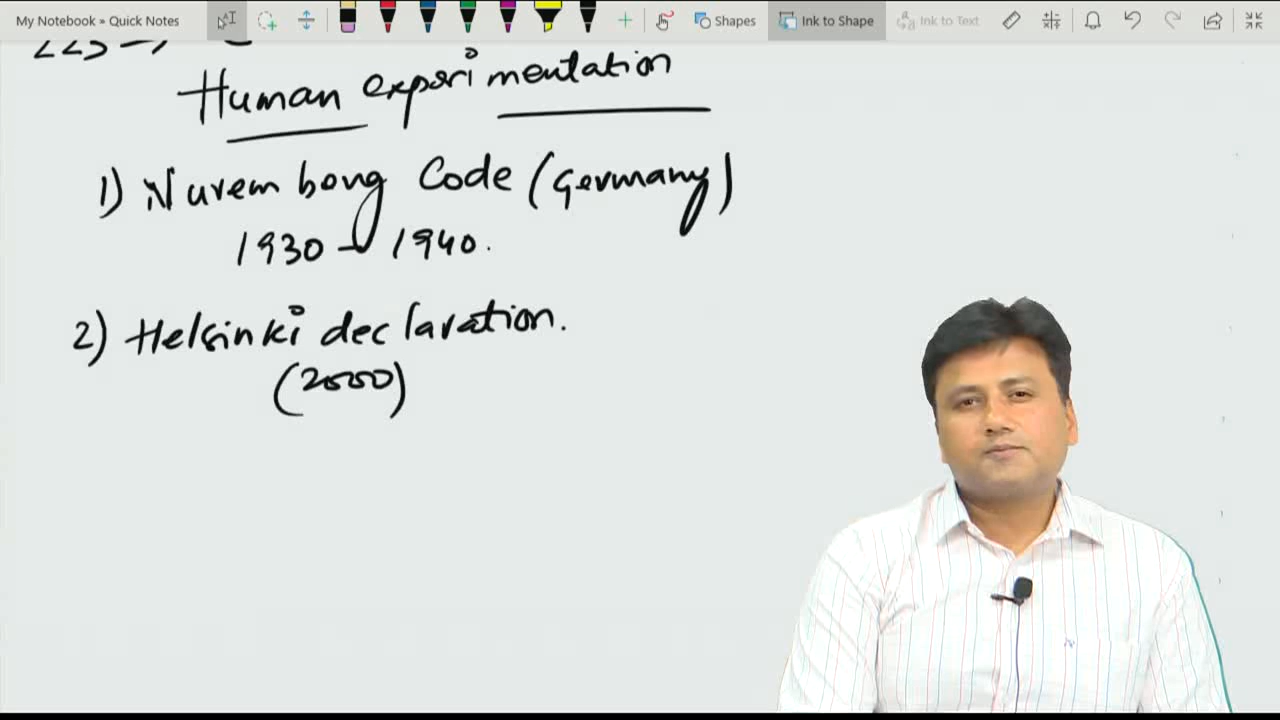 My Notebook » Quick Notes
Shapes
Ink to Shape
Ink to Text
Human experimentation
1) Nurem berg Code (Germany)
1930 - 1940.
2) Helsinki declaration.
(2000)